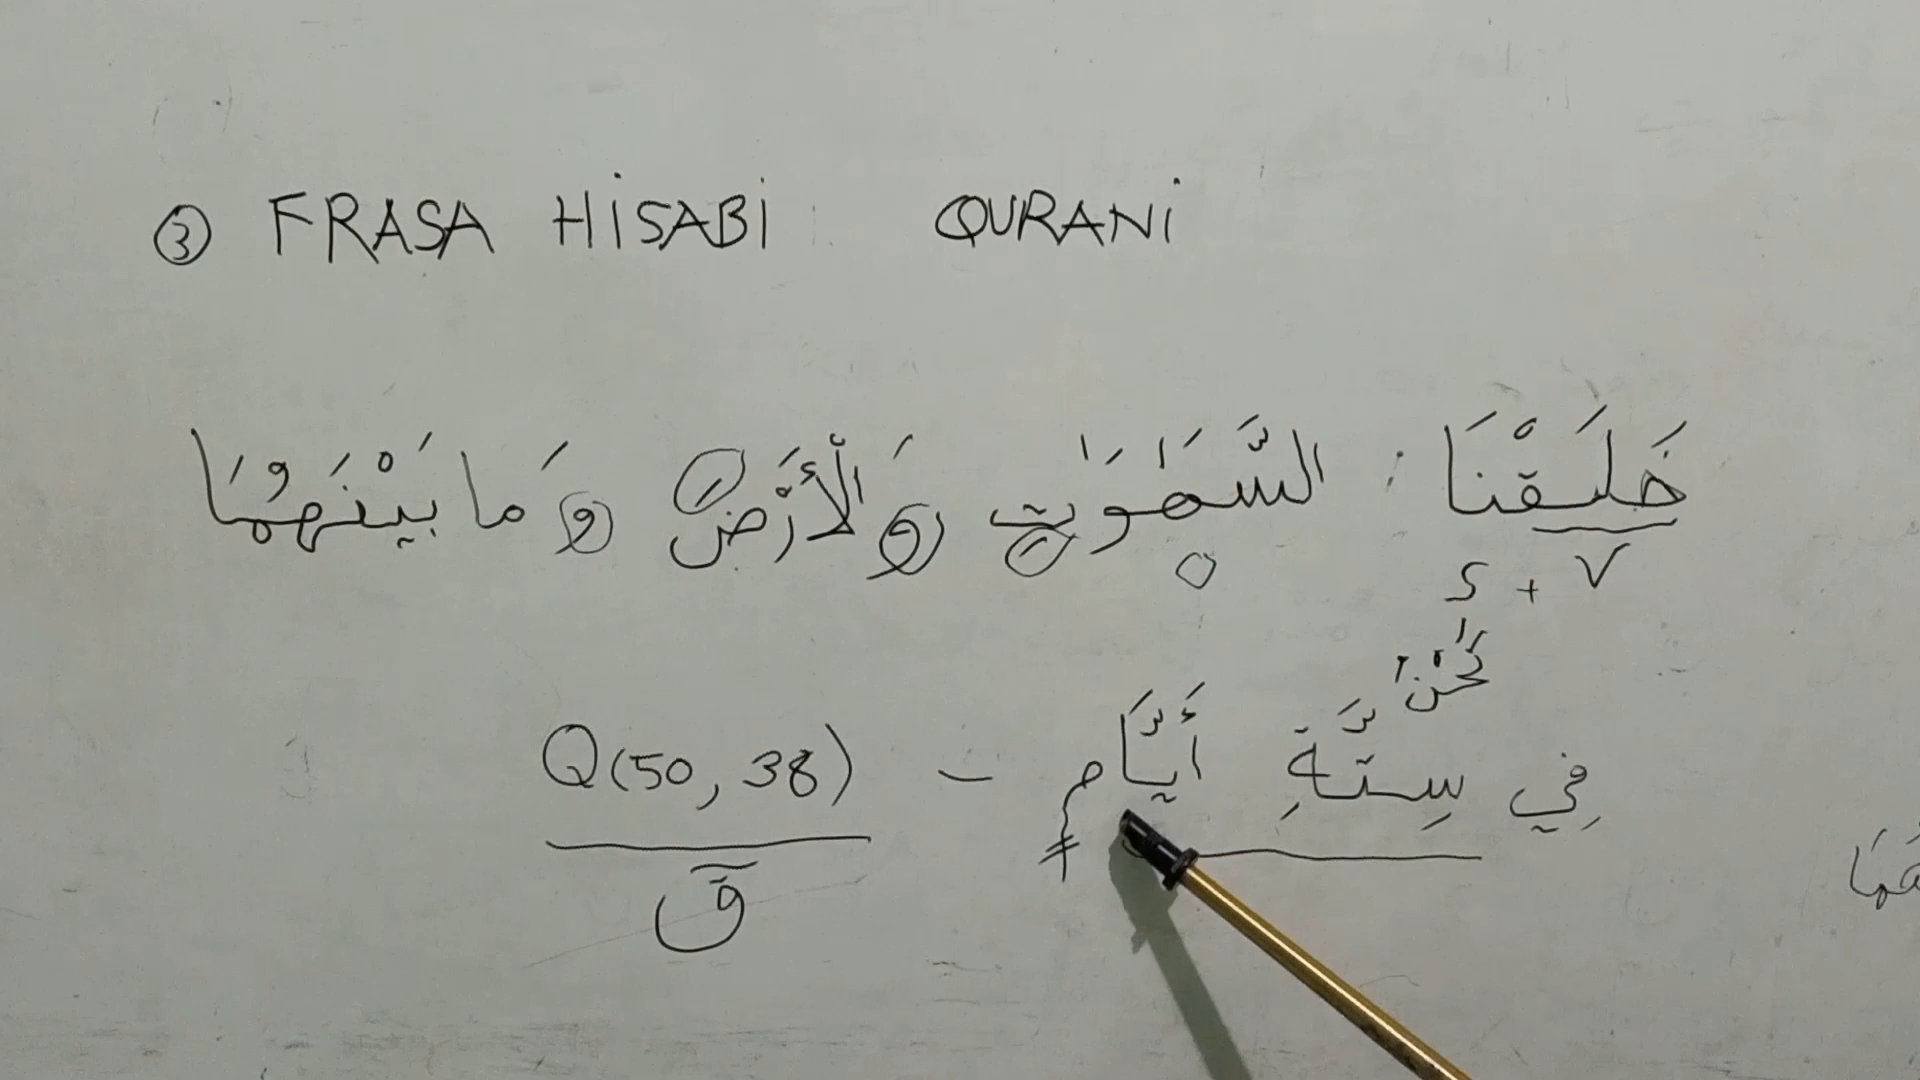 ③ FRASA HISABI QURANI
خَلَقْنَا : السَّمٰوٰتِ وَالْأَرْضَ وَمَا بَيْنَهُمَا
S + V
نَحْنُ
فِي سِتَّةِ أَيَّام - Q(50, 38)
قٓ